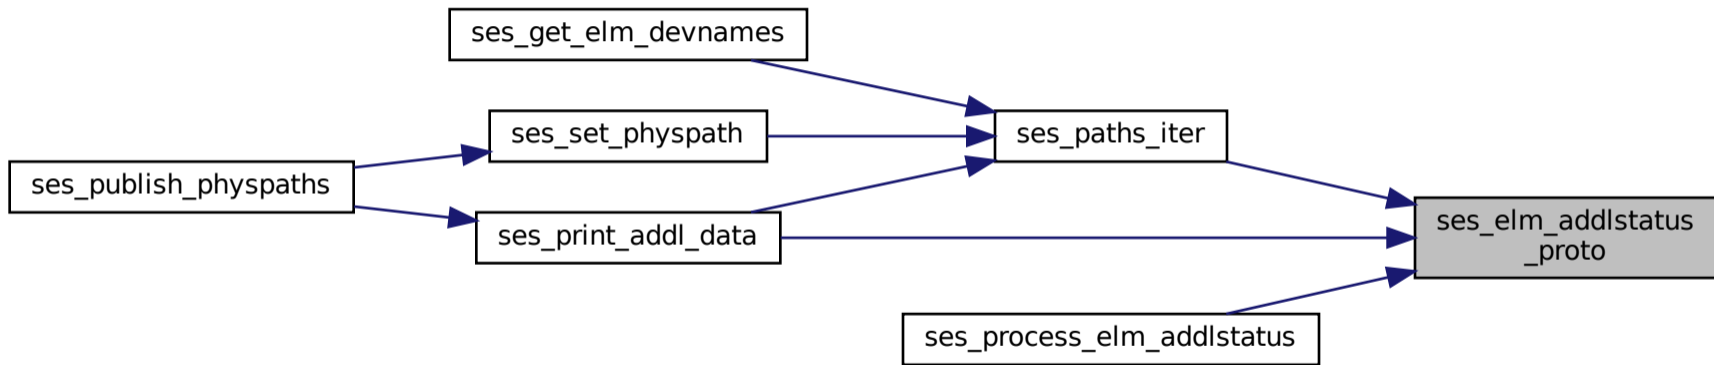 ses_get_elm_devnames
ses_set_physpath
ses_paths_iter
ses_publish_physpaths
ses_elm_addlstatus
_proto
ses_print_addl_data
ses_process_elm_addlstatus